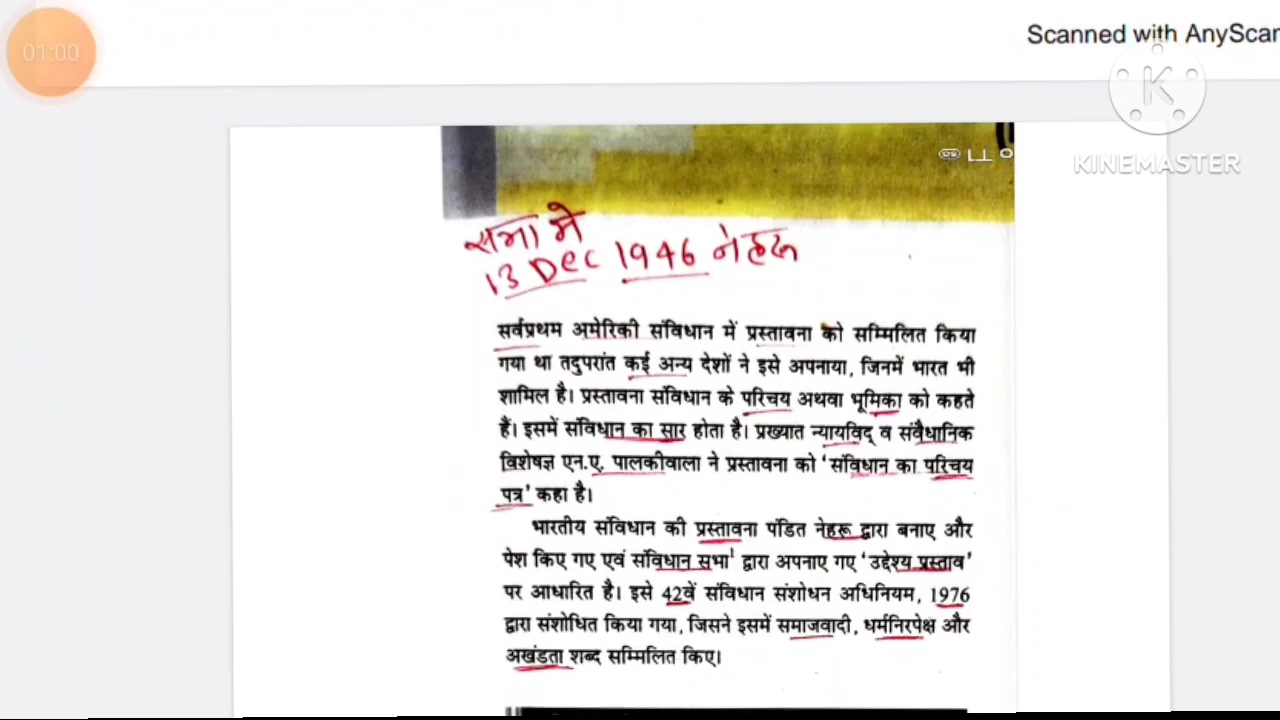 01:00
Scanned with AnyScan
KINEMASTER
सभा मे
13 Dec 1946 नेहरू
सर्वप्रथम अमेरिकी संविधान में प्रस्तावना को सम्मिलित किया
गया था तदुपरांत कई अन्य देशों ने इसे अपनाया, जिनमें भारत भी
शामिल है। प्रस्तावना संविधान के परिचय अथवा भूमिका को कहते
हैं। इसमें संविधान का सार होता है। प्रख्यात न्यायविद् व संवैधानिक
विशेषज्ञ एन.ए. पालकीवाला ने प्रस्तावना को ‘संविधान का परिचय
पत्र’ कहा है।
भारतीय संविधान की प्रस्तावना पंडित नेहरू द्वारा बनाए और
पेश किए गए एवं संविधान सभा¹ द्वारा अपनाए गए ‘उद्देश्य प्रस्ताव’
पर आधारित है। इसे 42वें संविधान संशोधन अधिनियम, 1976
द्वारा संशोधित किया गया, जिसने इसमें समाजवादी, धर्मनिरपेक्ष और
अखंडता शब्द सम्मिलित किए।